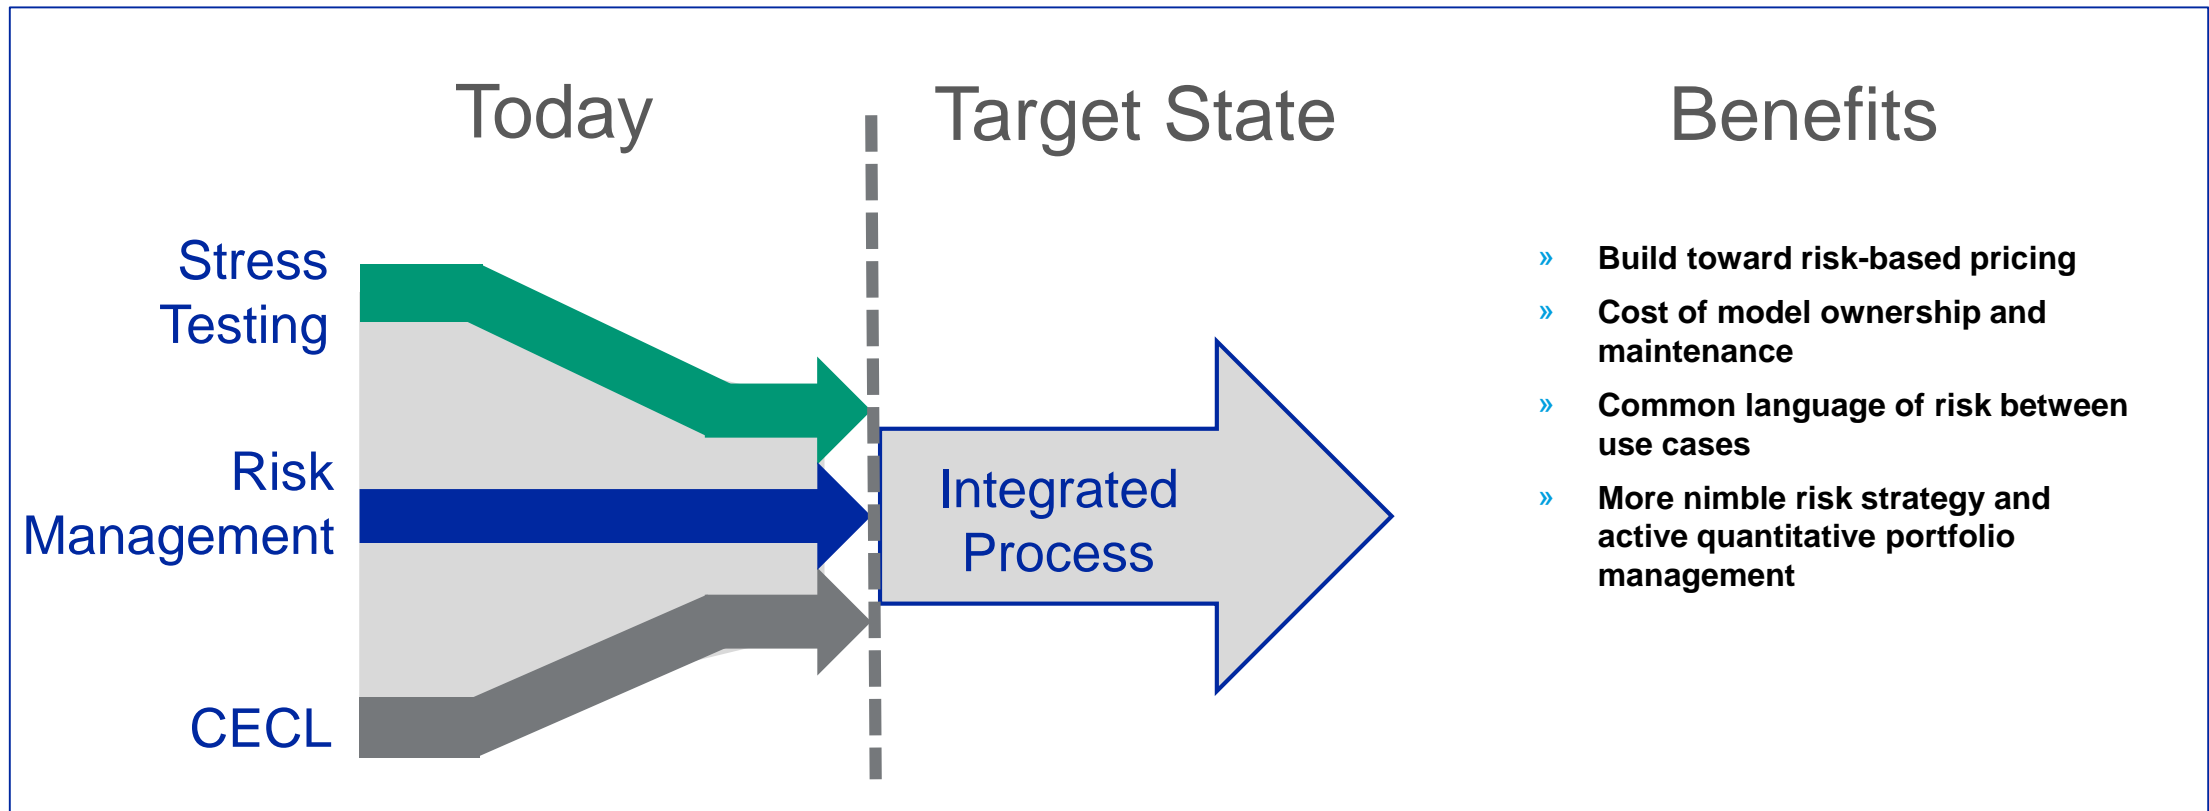 Today
Target State
Benefits
Stress
Testing
Risk
Management
CECL
Integrated
Process
» Build toward risk-based pricing
» Cost of model ownership and
maintenance
» Common language of risk between
use cases
» More nimble risk strategy and
active quantitative portfolio
management